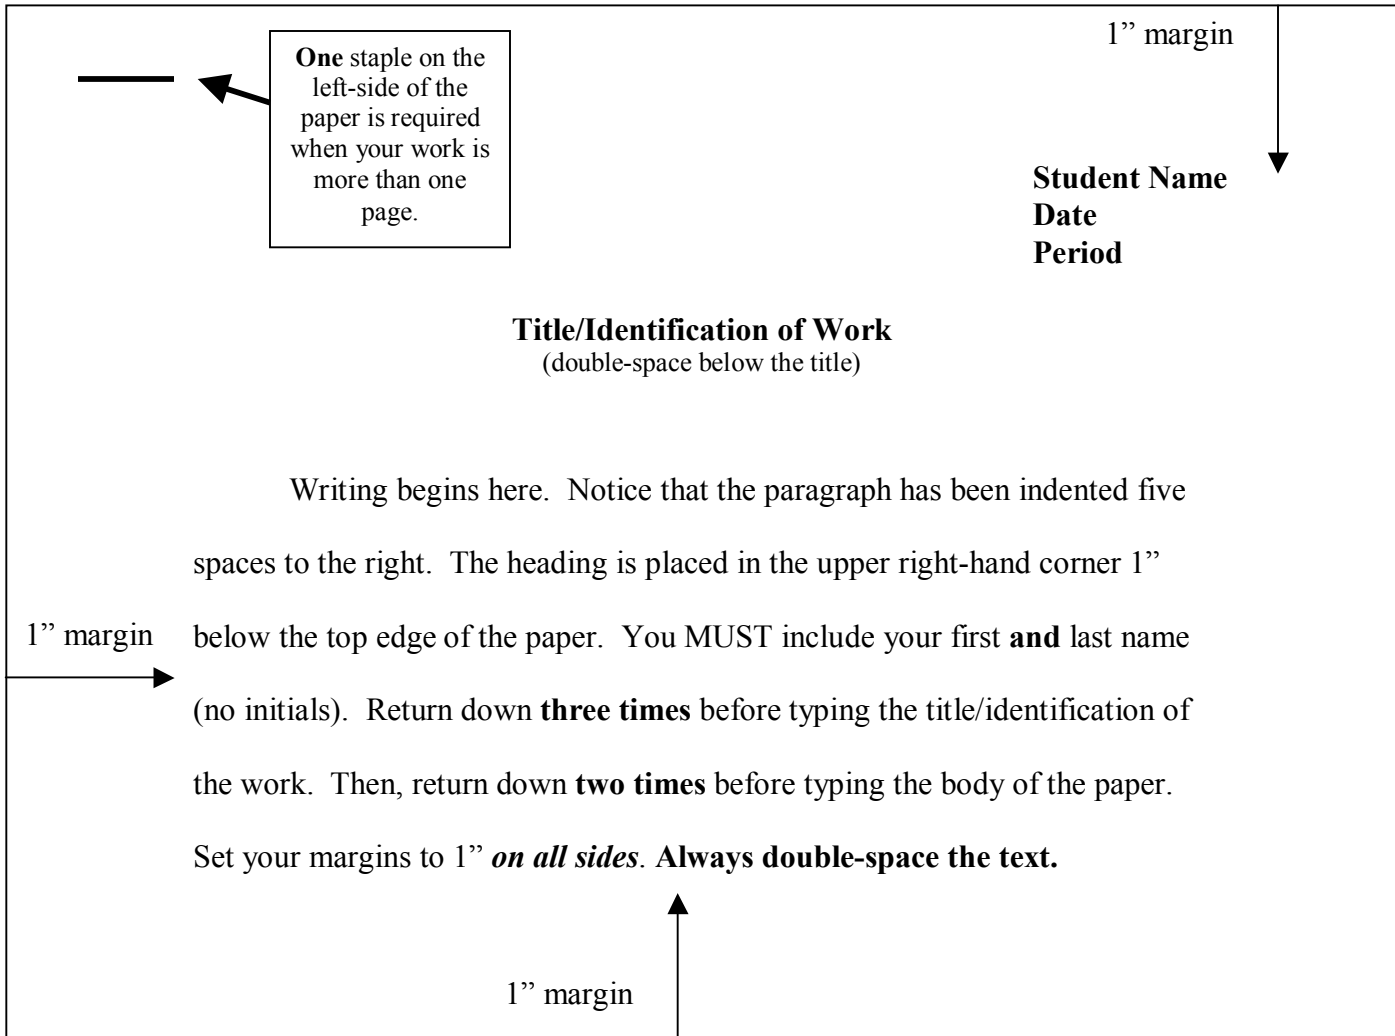 1” margin
One staple on the
left-side of the
paper is required
when your work is
more than one
page.
Student Name
Date
Period
Title/Identification of Work
(double-space below the title)
Writing begins here.  Notice that the paragraph has been indented five
spaces to the right.  The heading is placed in the upper right-hand corner 1”
1” margin
below the top edge of the paper.  You MUST include your first and last name
(no initials).  Return down three times before typing the title/identification of
the work.  Then, return down two times before typing the body of the paper.
Set your margins to 1” on all sides. Always double-space the text.
1” margin